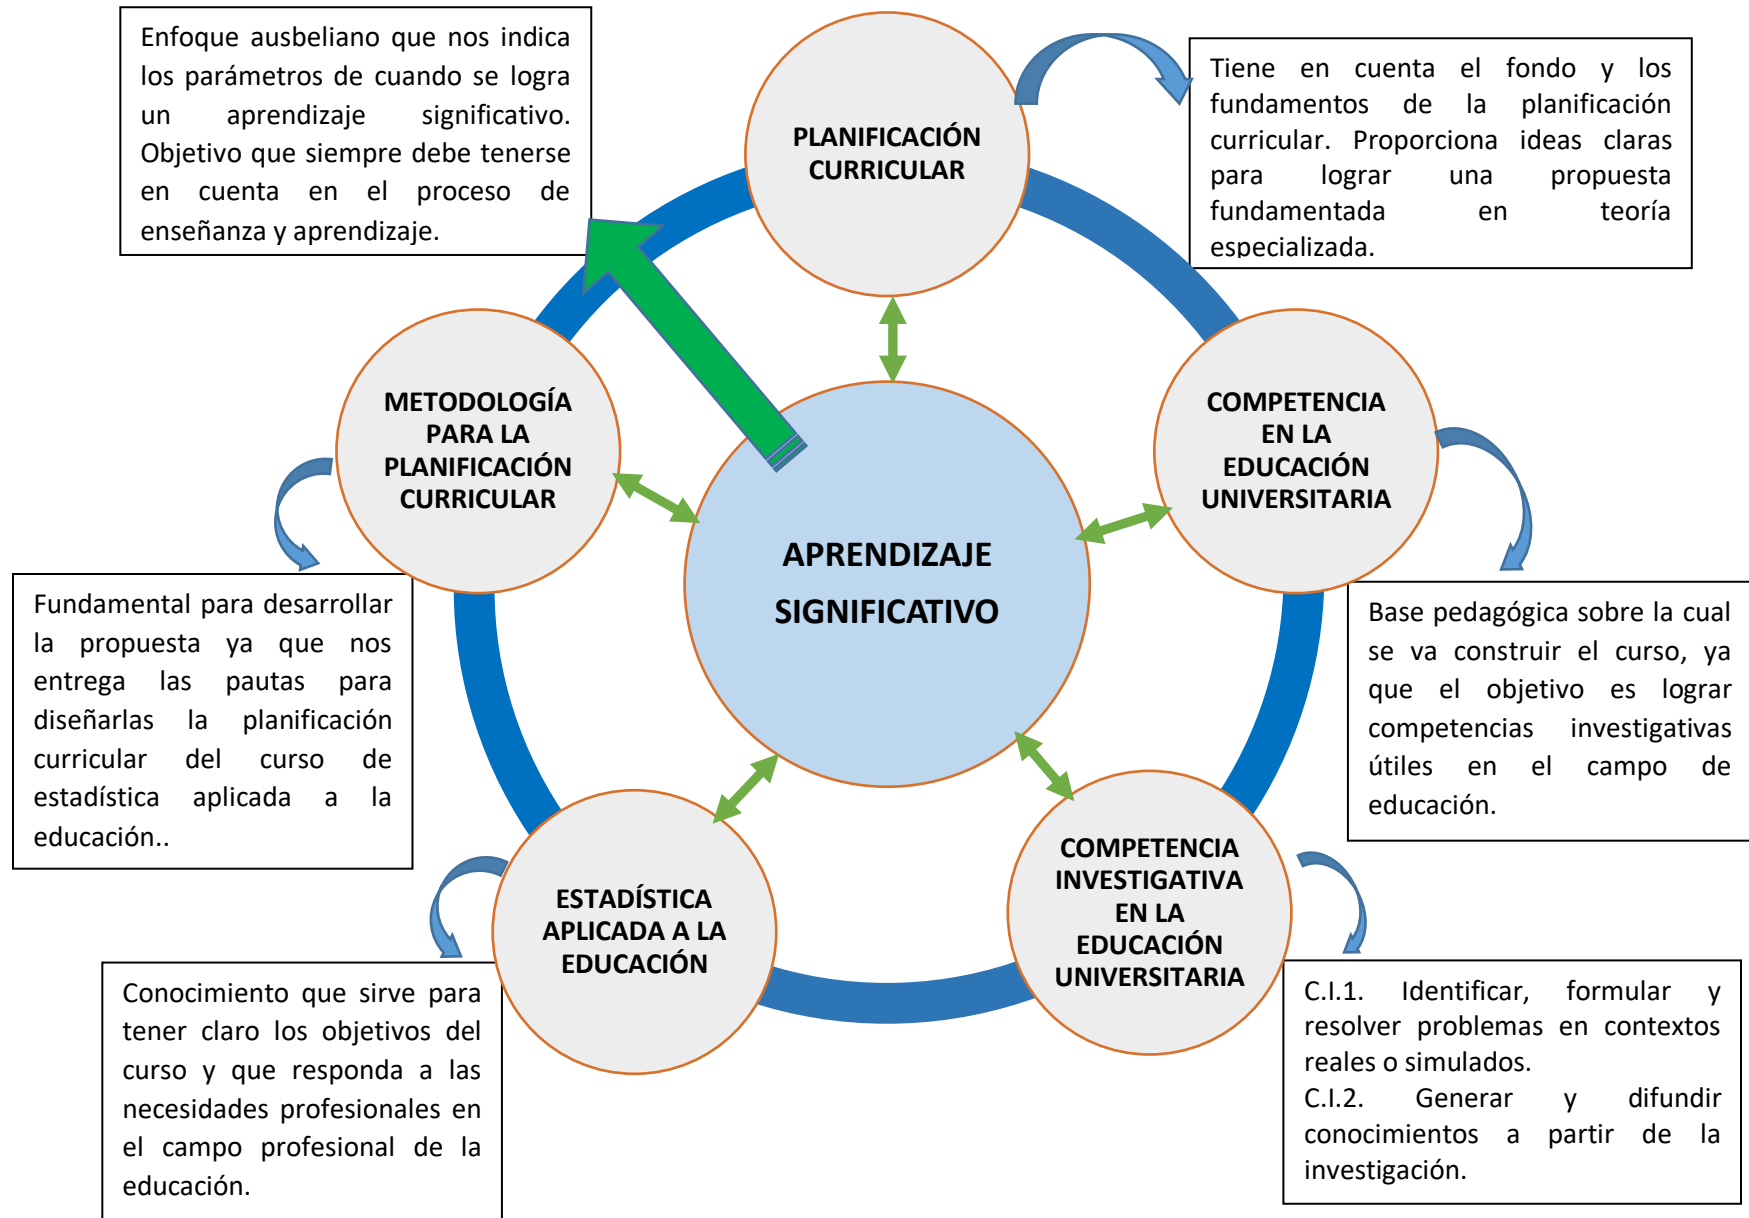 Enfoque ausbeliano que nos indica
los parámetros de cuando se logra
un aprendizaje significativo.
Objetivo que siempre debe tenerse
en cuenta en el proceso de
enseñanza y aprendizaje.
PLANIFICACIÓN
CURRICULAR
Tiene en cuenta el fondo y los
fundamentos de la planificación
curricular. Proporciona ideas claras
para lograr una propuesta
fundamentada en teoría
especializada.
METODOLOGÍA
PARA LA
PLANIFICACIÓN
CURRICULAR
COMPETENCIA
EN LA
EDUCACIÓN
UNIVERSITARIA
APRENDIZAJE
SIGNIFICATIVO
Fundamental para desarrollar
la propuesta ya que nos
entrega las pautas para
diseñarlas la planificación
curricular del curso de
estadística aplicada a la
educación..
Base pedagógica sobre la cual
se va construir el curso, ya
que el objetivo es lograr
competencias investigativas
útiles en el campo de
educación.
ESTADÍSTICA
APLICADA A LA
EDUCACIÓN
COMPETENCIA
INVESTIGATIVA
EN LA
EDUCACIÓN
UNIVERSITARIA
Conocimiento que sirve para
tener claro los objetivos del
curso y que responda a las
necesidades profesionales en
el campo profesional de la
educación.
C.I.1. Identificar, formular y
resolver problemas en contextos
reales o simulados.
C.I.2. Generar y difundir
conocimientos a partir de la
investigación.